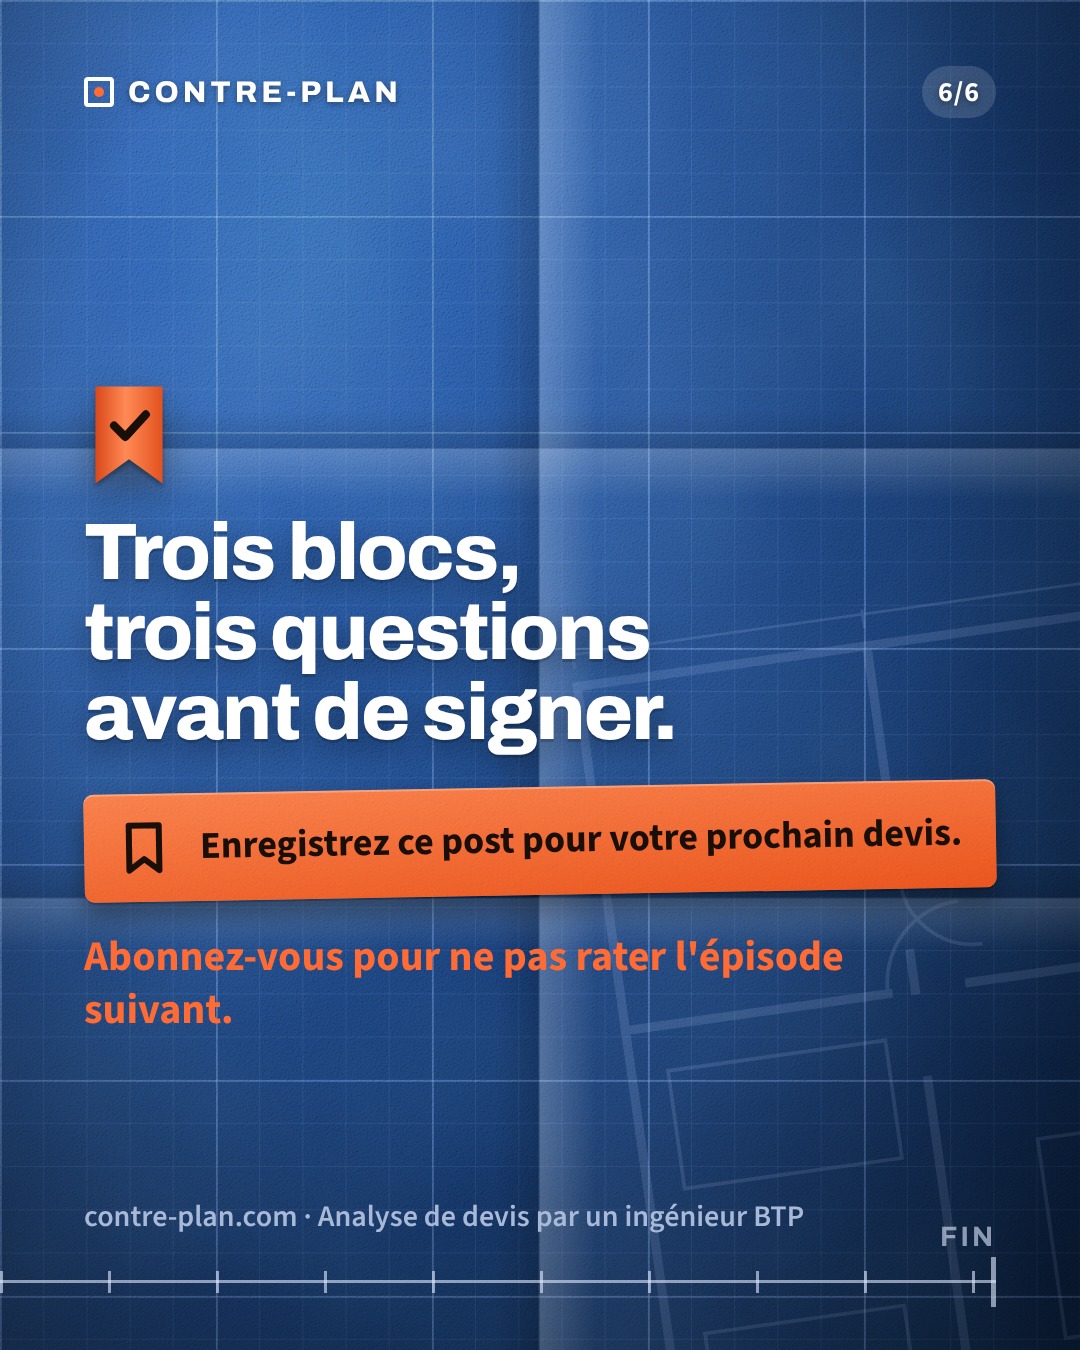 CONTRE-PLAN
6/6
Trois blocs,
trois questions
avant de signer.
Enregistrez ce post pour votre prochain devis.
Abonnez-vous pour ne pas rater l'épisode
suivant.
contre-plan.com · Analyse de devis par un ingénieur BTP
FIN